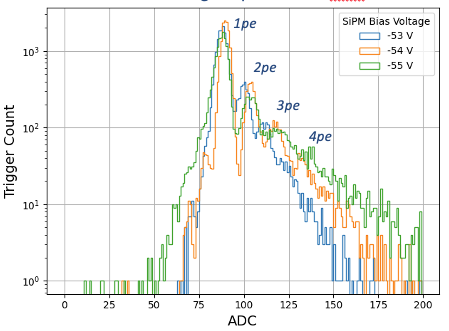 1pe
2pe
3pe
4pe
SiPM Bias Voltage
-53 V
-54 V
-55 V
Trigger Count
10³
10²
10¹
10⁰
0 25 50 75 100 125 150 175 200
ADC